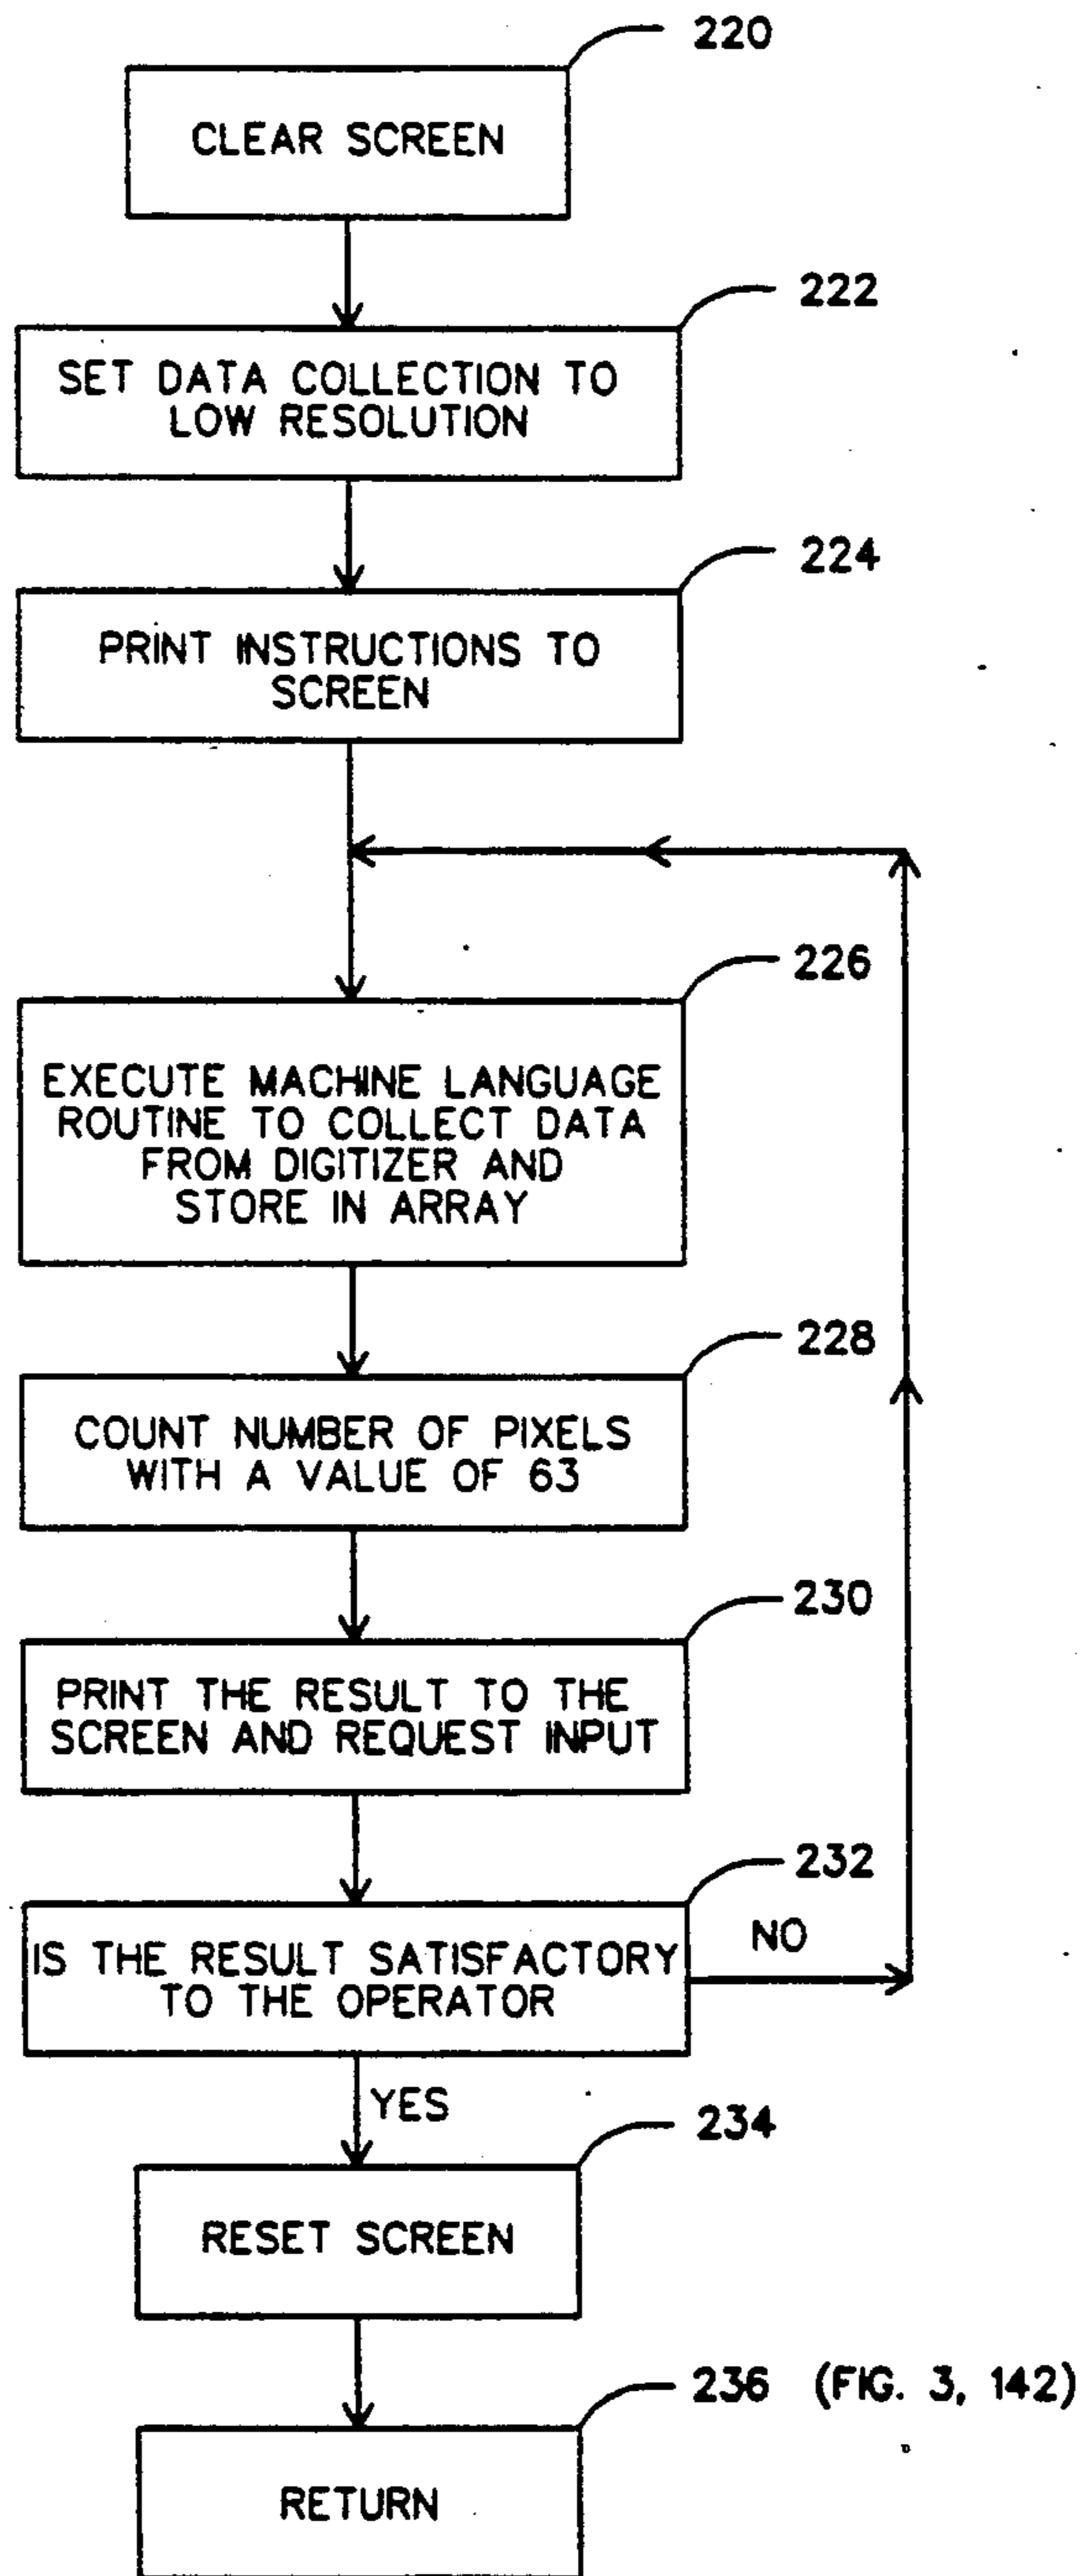 220
CLEAR SCREEN
222
SET DATA COLLECTION TO
LOW RESOLUTION
224
PRINT INSTRUCTIONS TO
SCREEN
226
EXECUTE MACHINE LANGUAGE
ROUTINE TO COLLECT DATA
FROM DIGITIZER AND
STORE IN ARRAY
228
COUNT NUMBER OF PIXELS
WITH A VALUE OF 63
230
PRINT THE RESULT TO THE
SCREEN AND REQUEST INPUT
232
IS THE RESULT SATISFACTORY
TO THE OPERATOR
NO
YES
234
RESET SCREEN
236 (FIG. 3, 142)
RETURN